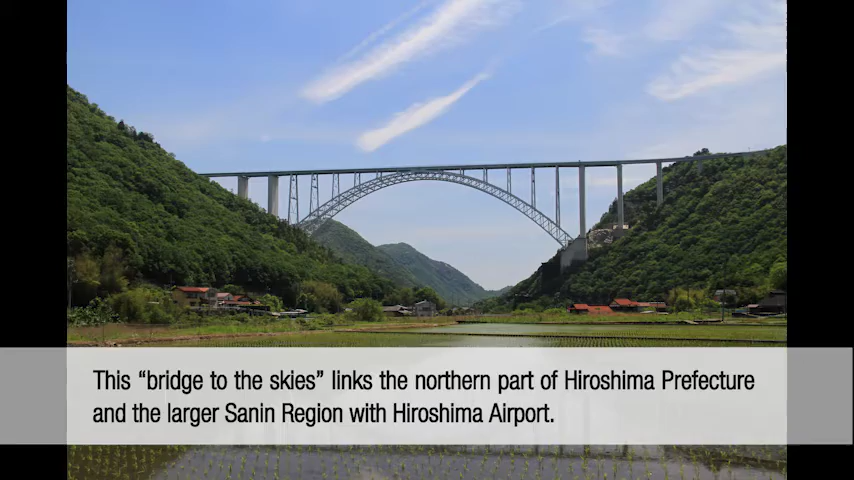 This “bridge to the skies” links the northern part of Hiroshima Prefecture
and the larger Sanin Region with Hiroshima Airport.